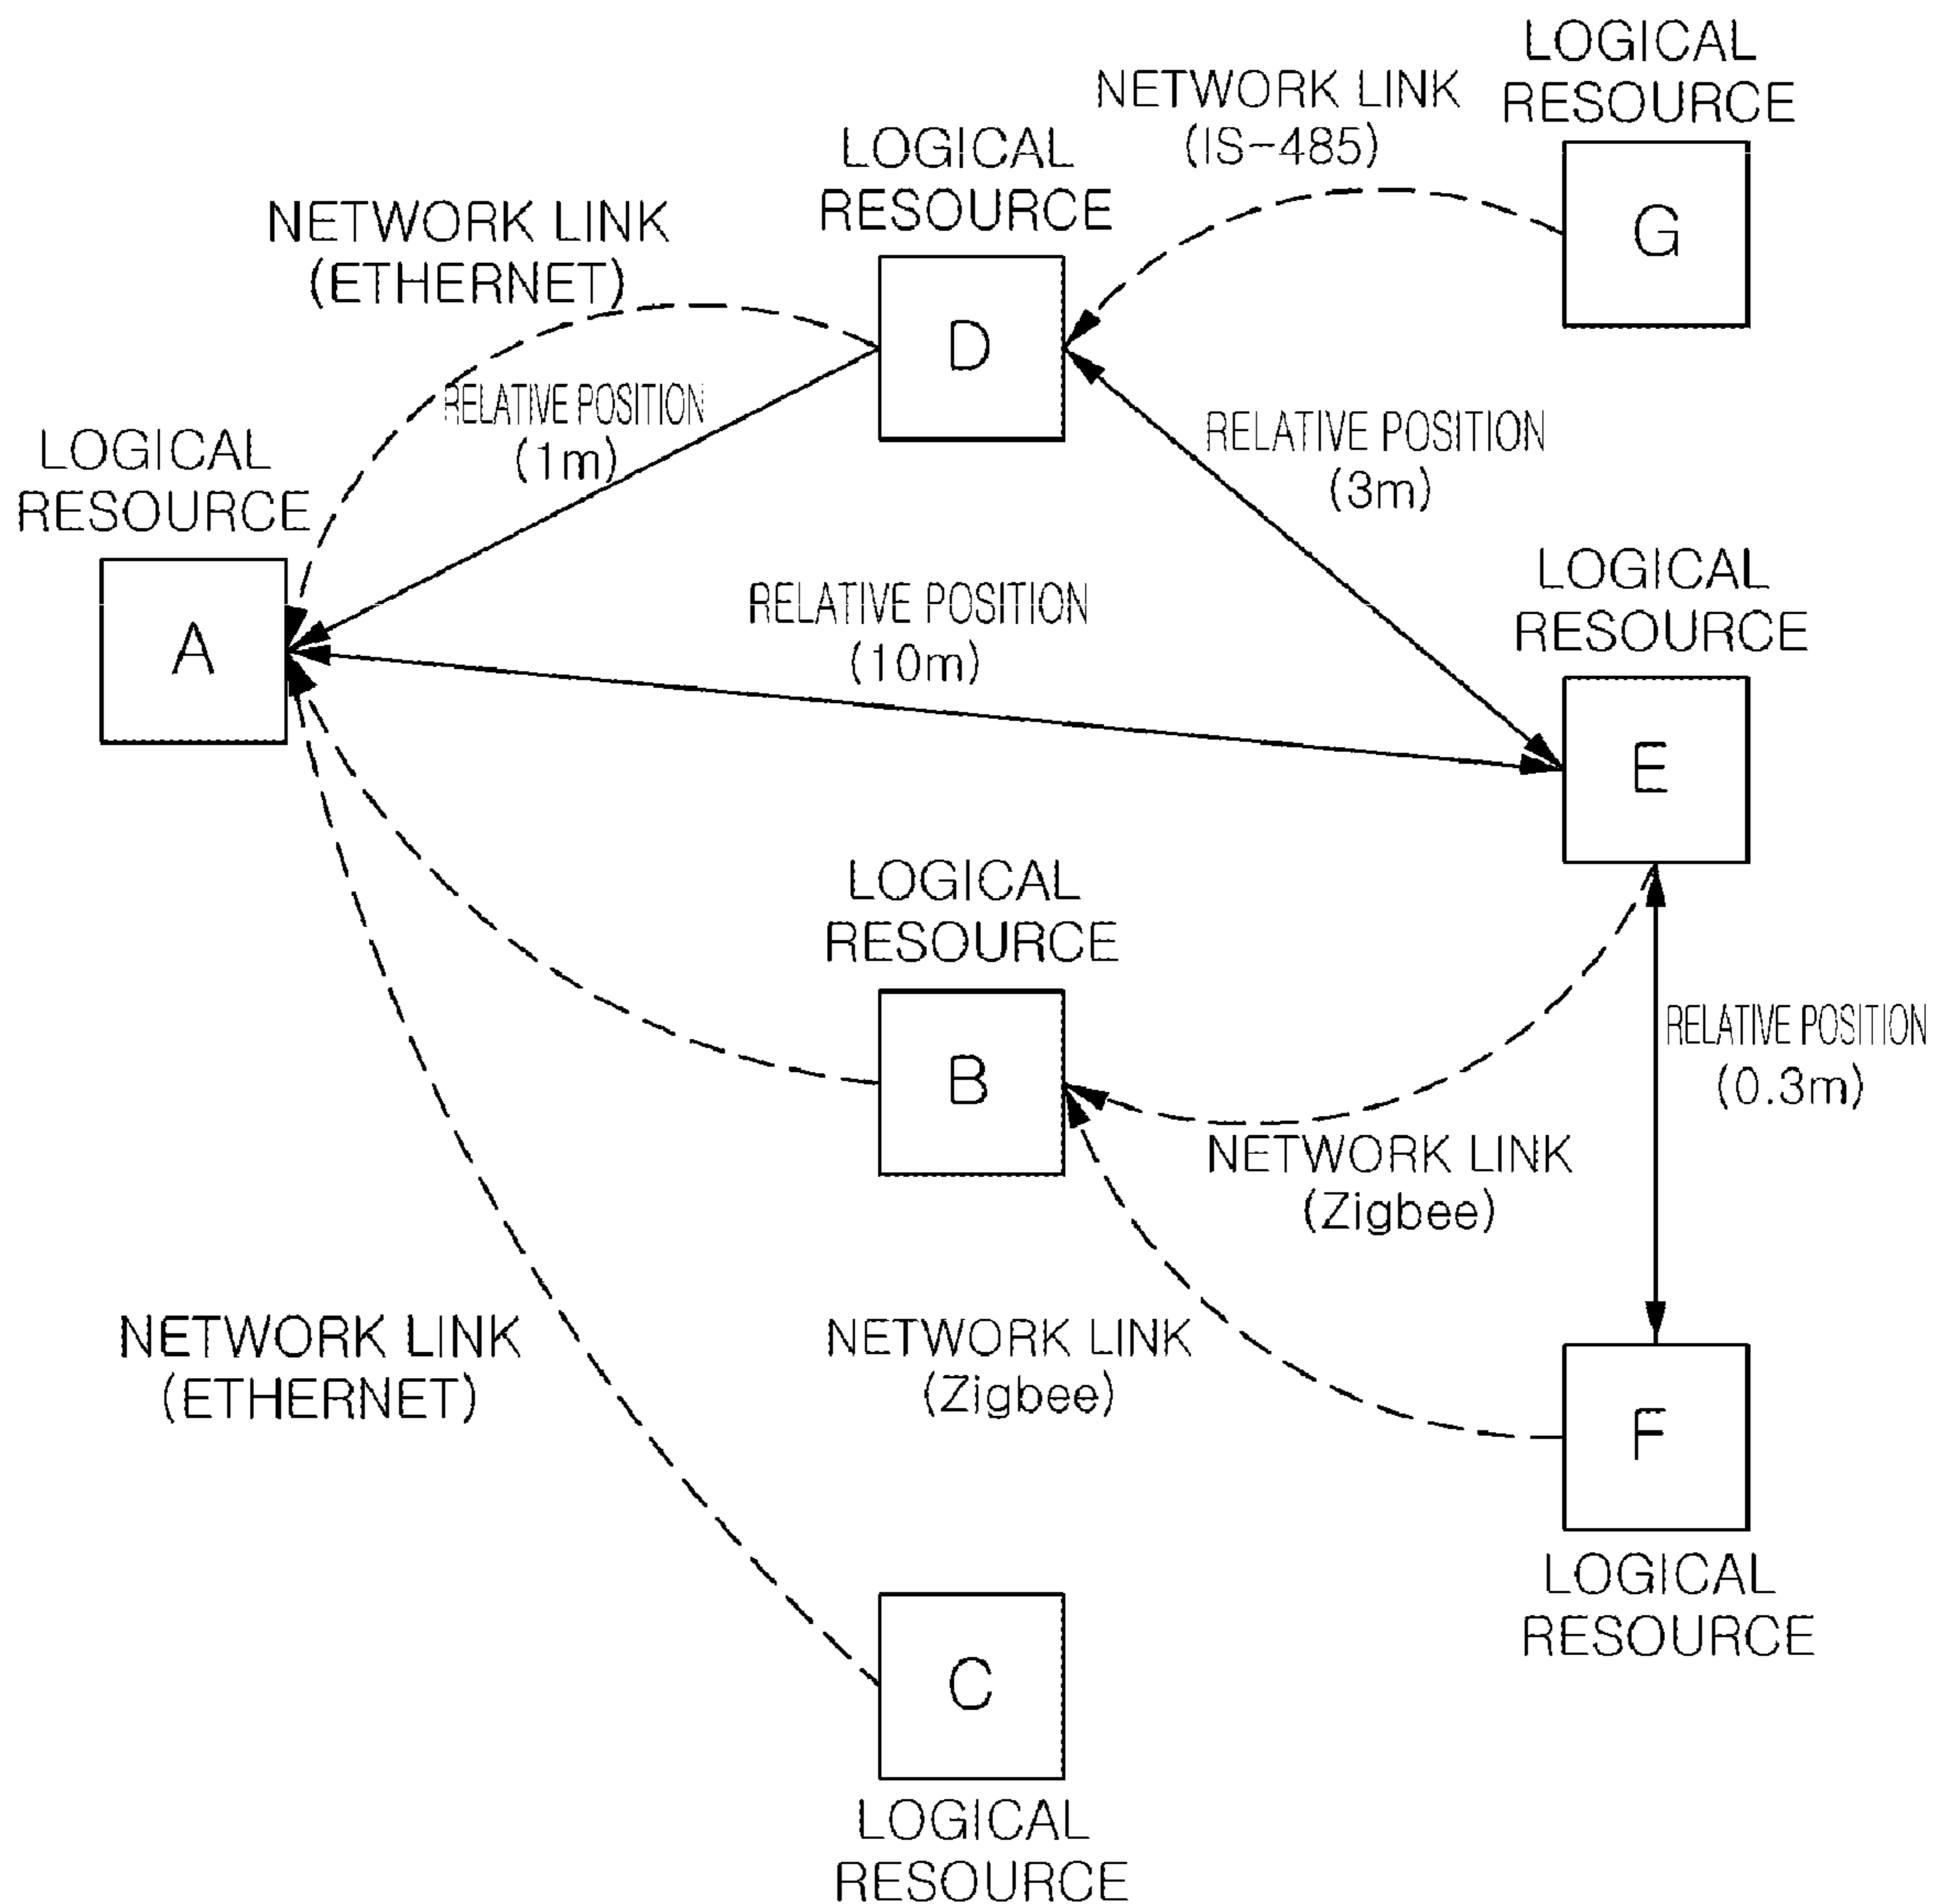 LOGICAL
RESOURCE
G
NETWORK LINK
(IS-485)
LOGICAL
RESOURCE
D
NETWORK LINK
(ETHERNET)
RELATIVE POSITION
(1m)
RELATIVE POSITION
(3m)
LOGICAL
RESOURCE
A
RELATIVE POSITION
(10m)
LOGICAL
RESOURCE
E
LOGICAL
RESOURCE
B
RELATIVE POSITION
(0.3m)
NETWORK LINK
(Zigbee)
NETWORK LINK
(ETHERNET)
NETWORK LINK
(Zigbee)
F
LOGICAL
RESOURCE
C
LOGICAL
RESOURCE